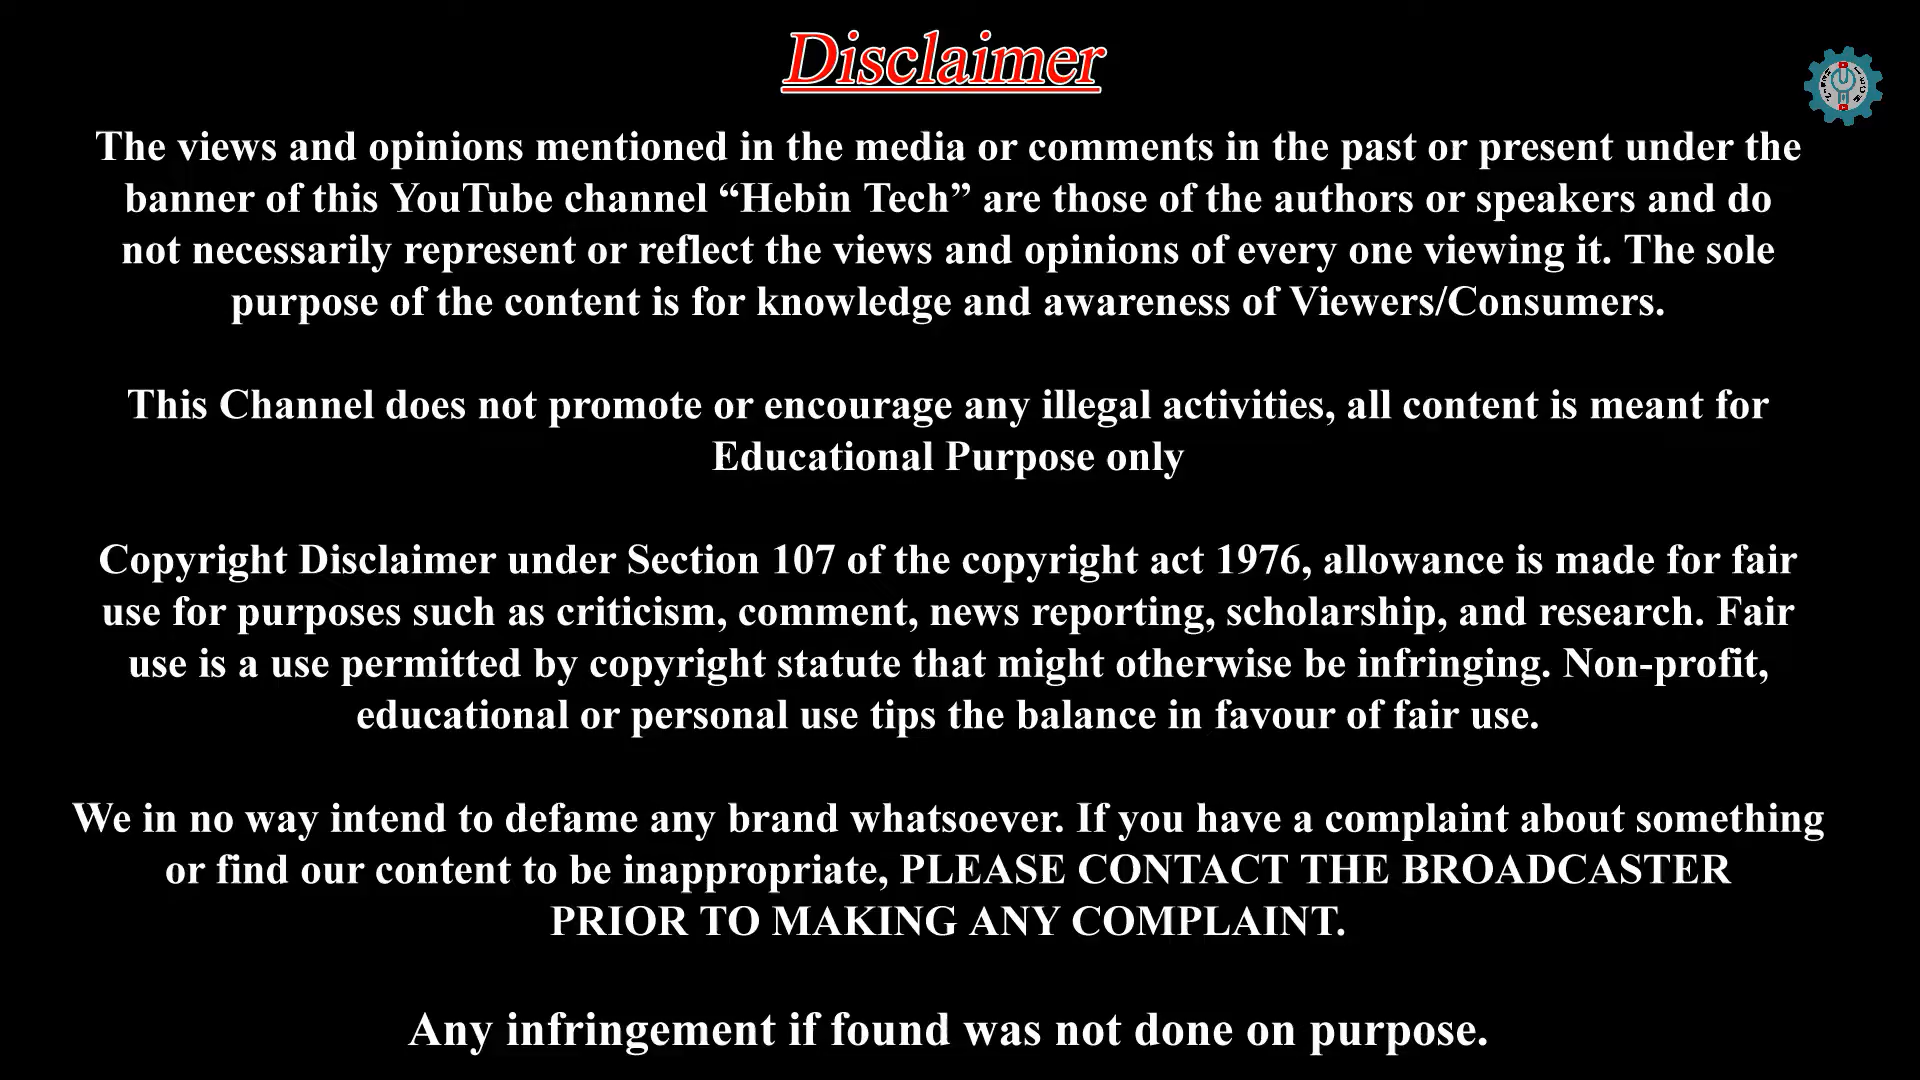 Disclaimer
The views and opinions mentioned in the media or comments in the past or present under the
banner of this YouTube channel “Hebin Tech” are those of the authors or speakers and do
not necessarily represent or reflect the views and opinions of every one viewing it. The sole
purpose of the content is for knowledge and awareness of Viewers/Consumers.
This Channel does not promote or encourage any illegal activities, all content is meant for
Educational Purpose only
Copyright Disclaimer under Section 107 of the copyright act 1976, allowance is made for fair
use for purposes such as criticism, comment, news reporting, scholarship, and research. Fair
use is a use permitted by copyright statute that might otherwise be infringing. Non-profit,
educational or personal use tips the balance in favour of fair use.
We in no way intend to defame any brand whatsoever. If you have a complaint about something
or find our content to be inappropriate, PLEASE CONTACT THE BROADCASTER
PRIOR TO MAKING ANY COMPLAINT.
Any infringement if found was not done on purpose.